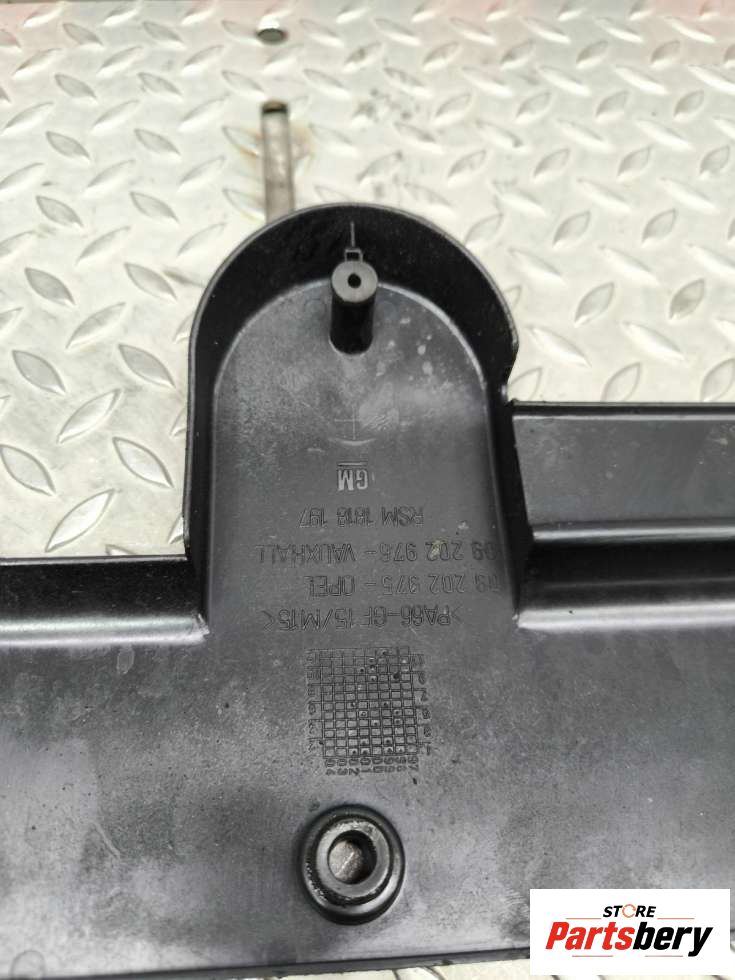 GM
RSM 1818 197
09 202 976 - VAUXHALL
09 202 975 - OPEL
>PA66-GF15/M15<
STORE
Partsbery